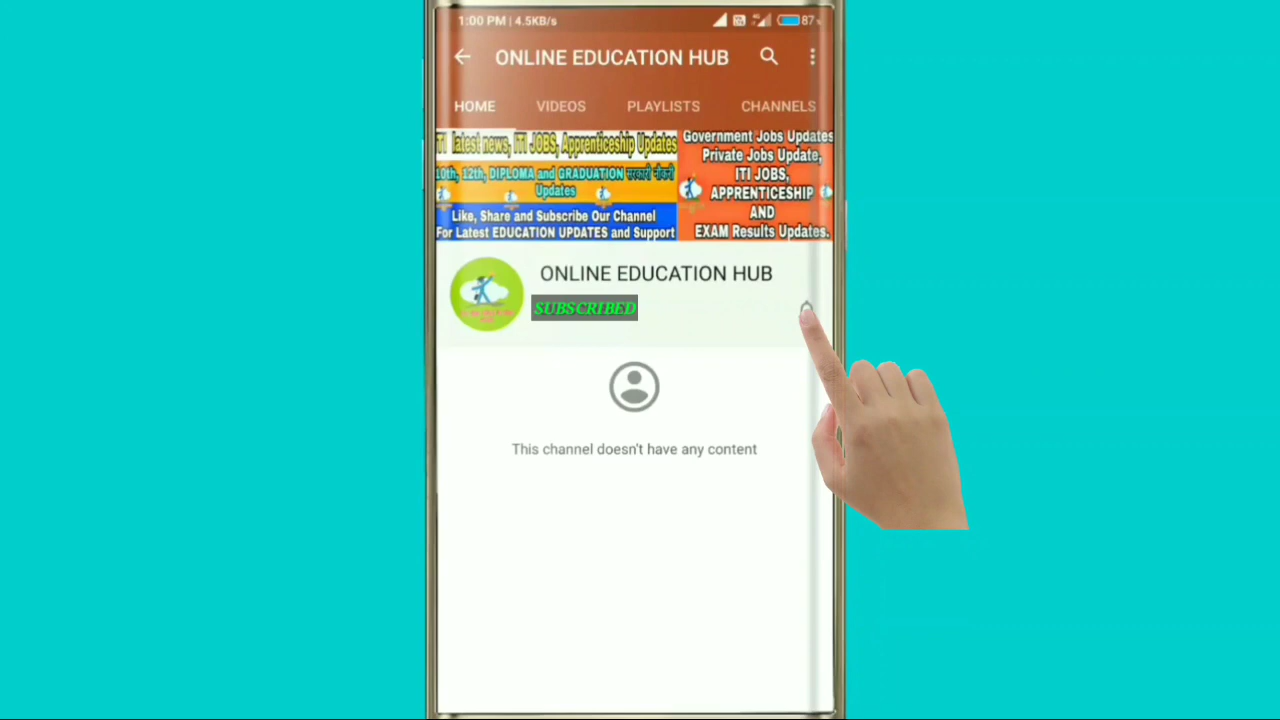 1:00 PM | 4.5KB/s
87
ONLINE EDUCATION HUB
HOME VIDEOS PLAYLISTS CHANNELS
ITI latest news, ITI JOBS, Apprenticeship Updates
10th, 12th, DIPLOMA and GRADUATION सरकारी नौकरी
Updates
Like, Share and Subscribe Our Channel
For Latest EDUCATION UPDATES and Support
Government Jobs Updates
Private Jobs Update,
ITI JOBS,
APPRENTICESHIP
AND
EXAM Results Updates.
ONLINE EDUCATION HUB
SUBSCRIBED
This channel doesn't have any content